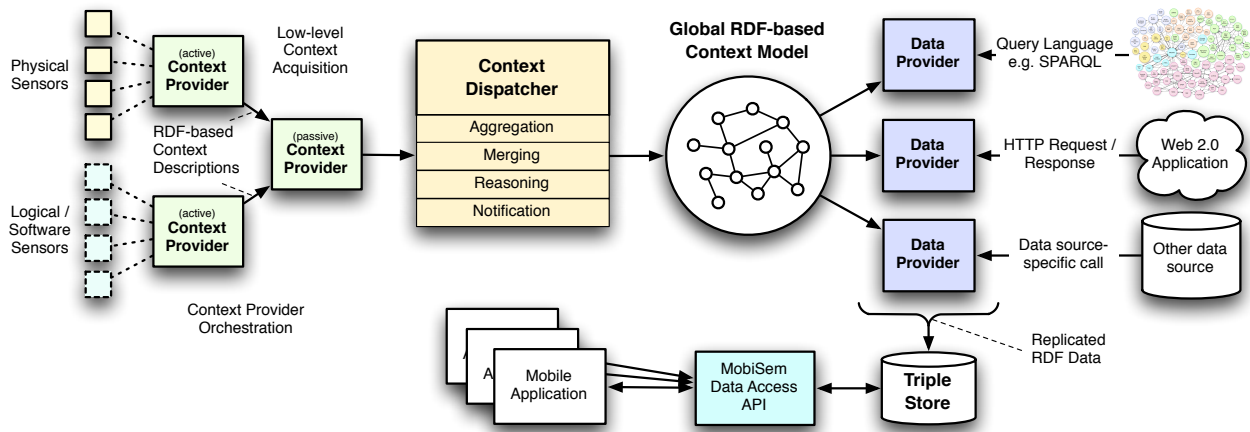 Physical
Sensors
(active)
Context
Provider
Low-level
Context
Acquisition
RDF-based
Context
Descriptions
(passive)
Context
Provider
Logical /
Software
Sensors
(active)
Context
Provider
Context Provider
Orchestration
Context
Dispatcher
Aggregation
Merging
Reasoning
Notification
Global RDF-based
Context Model
Data
Provider
Query Language
e.g. SPARQL
Data
Provider
HTTP Request /
Response
Web 2.0
Application
Data
Provider
Data source-
specific call
Other data
source
Replicated
RDF Data
A
A
Mobile
Application
MobiSem
Data Access
API
Triple
Store